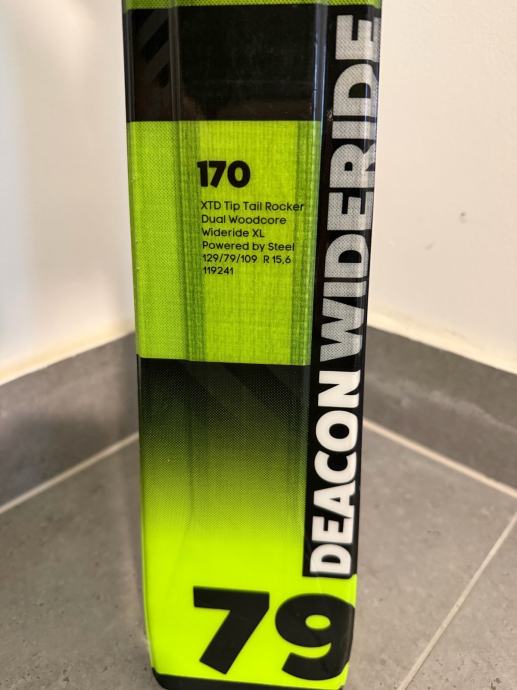 170
XTD Tip Tail Rocker
Dual Woodcore
Wideride XL
Powered by Steel
129/79/109 R 15,6
119241
DEACON WIDERIDE
79